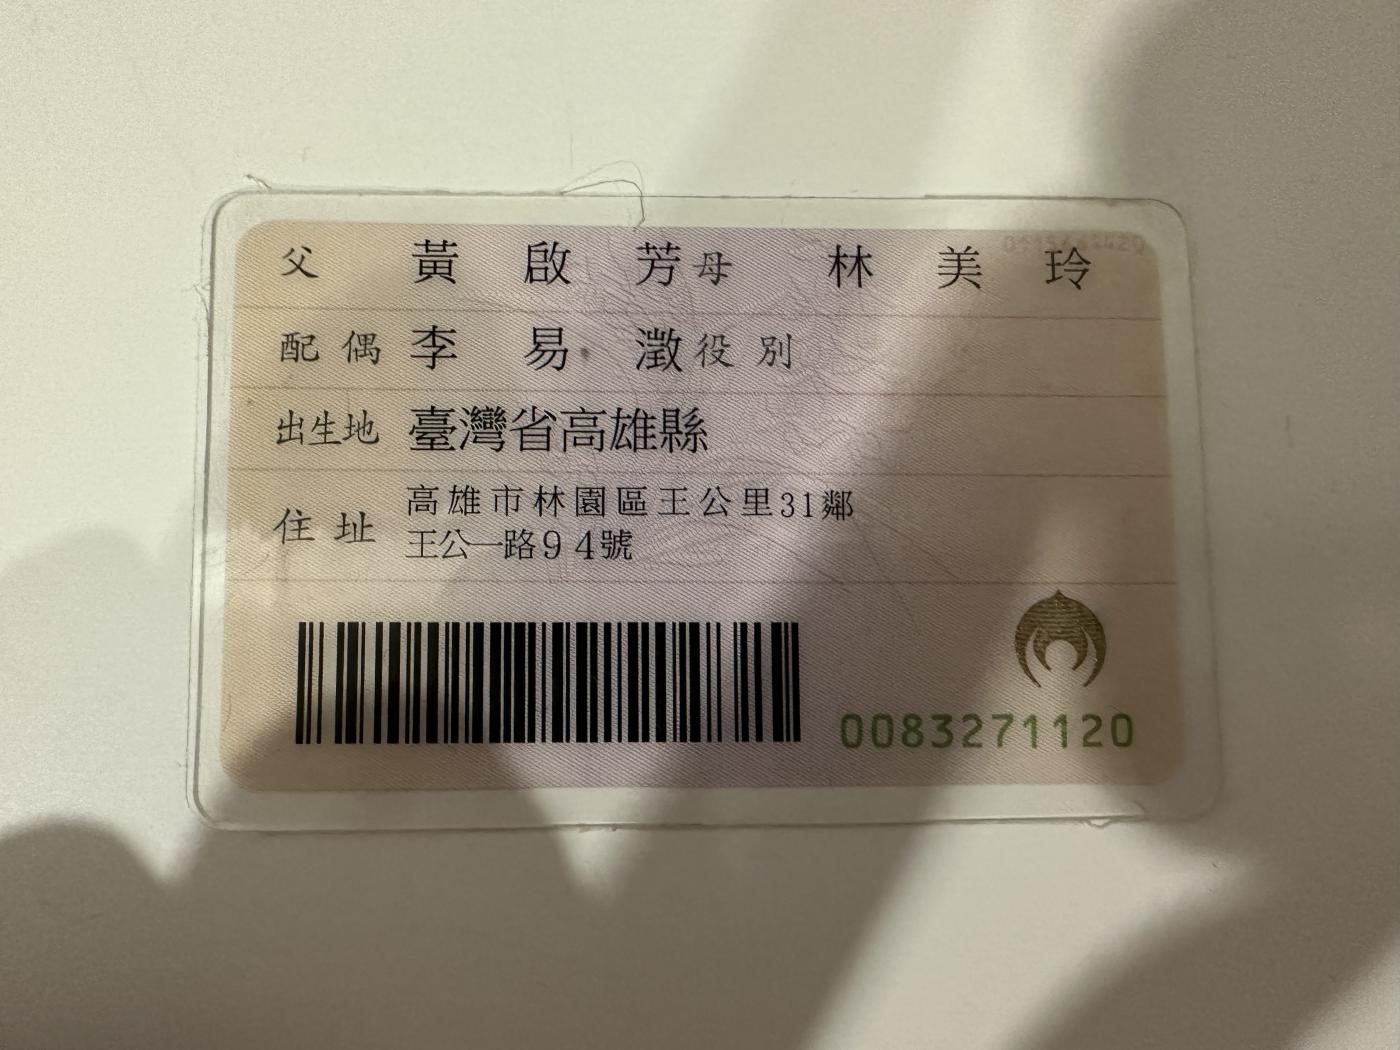 父 黃啟芳 母 林美玲
配偶 李易澂 役別
出生地 臺灣省高雄縣
住址 高雄市林園區王公里31鄰
王公一路94號
0083271120